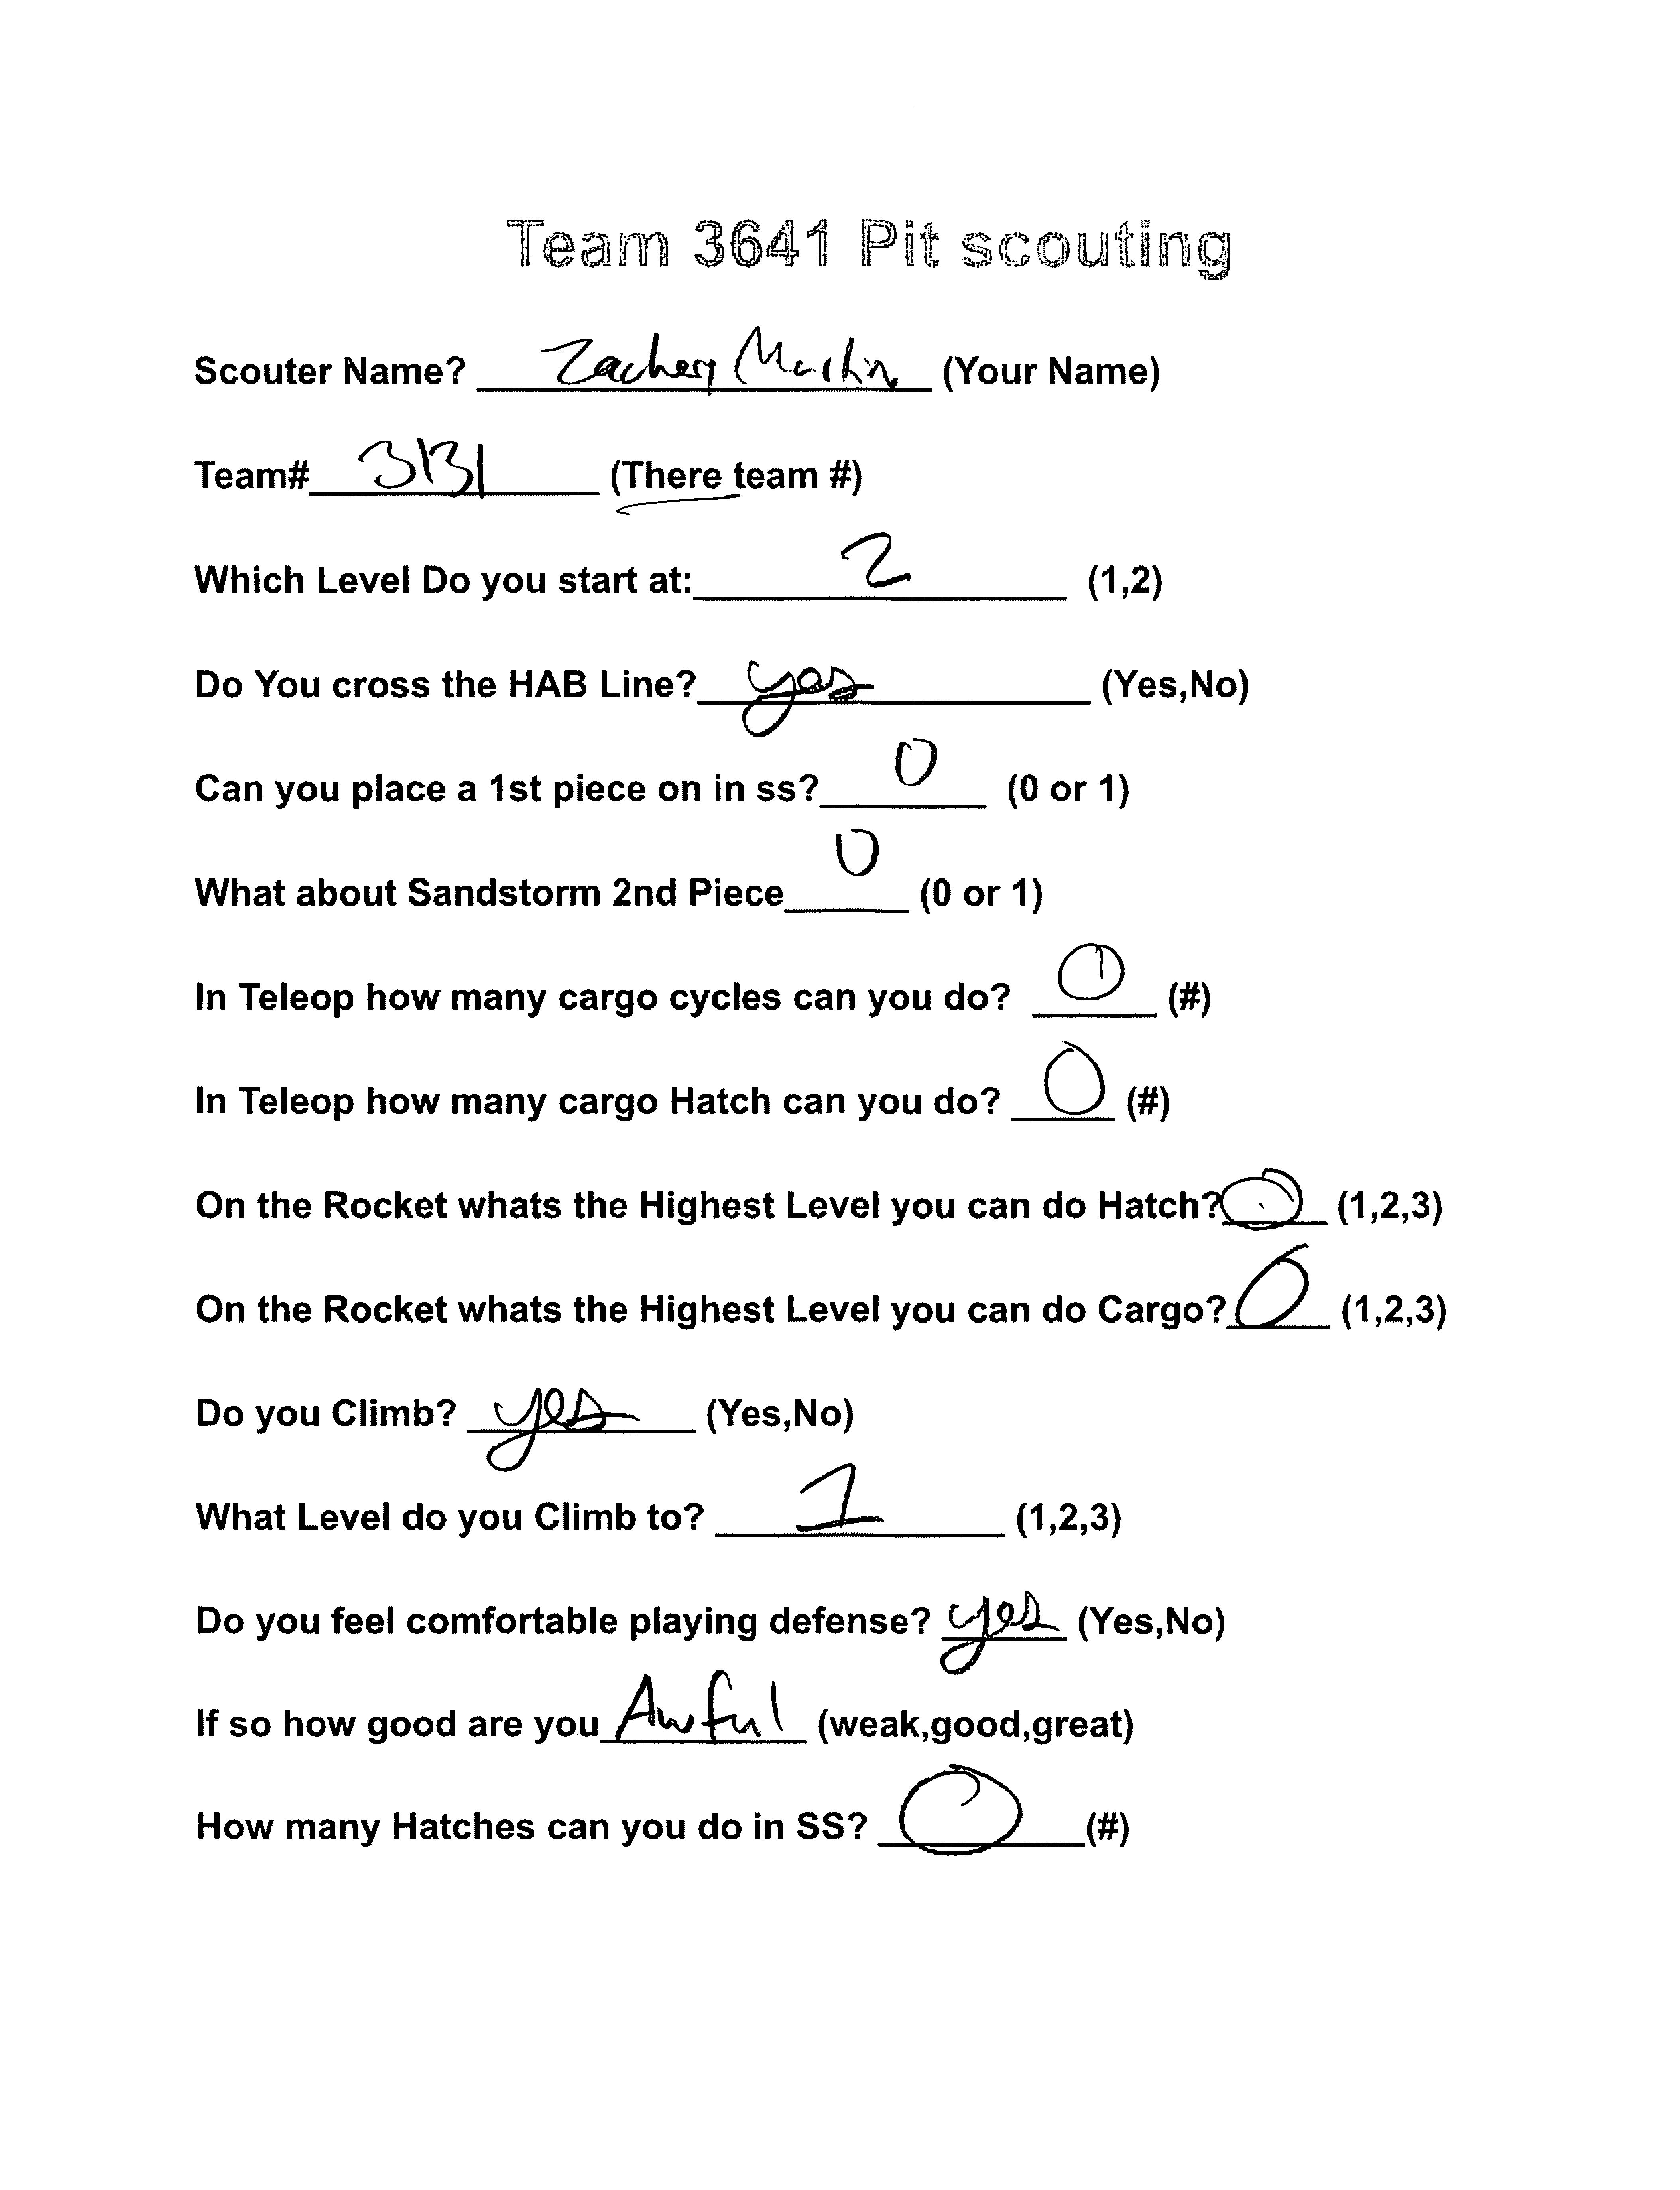 Team 3641 Pit scouting
Scouter Name? Zachery Martin (Your Name)
Team# 3131 (There team #)
Which Level Do you start at: 2 (1,2)
Do You cross the HAB Line? yes (Yes,No)
Can you place a 1st piece on in ss? 0 (0 or 1)
What about Sandstorm 2nd Piece 0 (0 or 1)
In Teleop how many cargo cycles can you do? 0 (#)
In Teleop how many cargo Hatch can you do? 0 (#)
On the Rocket whats the Highest Level you can do Hatch? 0 (1,2,3)
On the Rocket whats the Highest Level you can do Cargo? 0 (1,2,3)
Do you Climb? yes (Yes,No)
What Level do you Climb to? 1 (1,2,3)
Do you feel comfortable playing defense? yes (Yes,No)
If so how good are you Awful (weak,good,great)
How many Hatches can you do in SS? 0 (#)